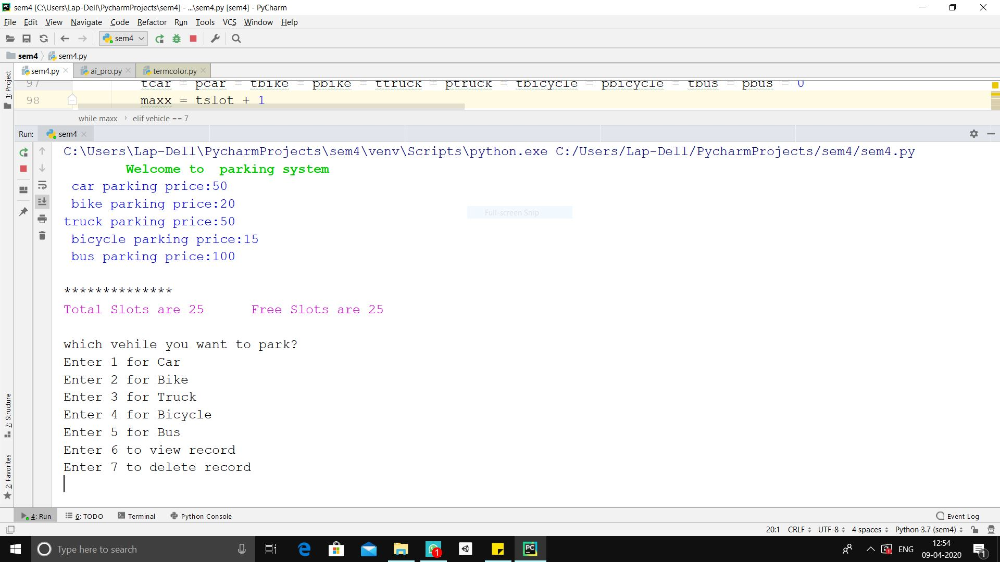 sem4 [C:\Users\Lap-Dell\PycharmProjects\sem4] - ...\sem4.py [sem4] - PyCharm
File Edit View Navigate Code Refactor Run Tools VCS Window Help
sem4
sem4 sem4.py
sem4.py ai_pro.py termcolor.py
1: Project
97 tcar = pcar = tbike = pbike = ttruck = ptruck = tbicycle = pbicycle = tbus = pbus = 0
98 maxx = tslot + 1
while maxx › elif vehicle == 7
Run: sem4
C:\Users\Lap-Dell\PycharmProjects\sem4\venv\Scripts\python.exe C:/Users/Lap-Dell/PycharmProjects/sem4/sem4.py
Welcome to  parking system
car parking price:50
bike parking price:20
Full-screen Snip
truck parking price:50
bicycle parking price:15
bus parking price:100
**************
Total Slots are 25      Free Slots are 25
which vehile you want to park?
Enter 1 for Car
Enter 2 for Bike
Enter 3 for Truck
Enter 4 for Bicycle
Enter 5 for Bus
Enter 6 to view record
Enter 7 to delete record
7: Structure
2: Favorites
4: Run 6: TODO Terminal Python Console Event Log
20:1 CRLF UTF-8 4 spaces Python 3.7 (sem4)
Type here to search
1
PC
ENG
12:54
09-04-2020
1